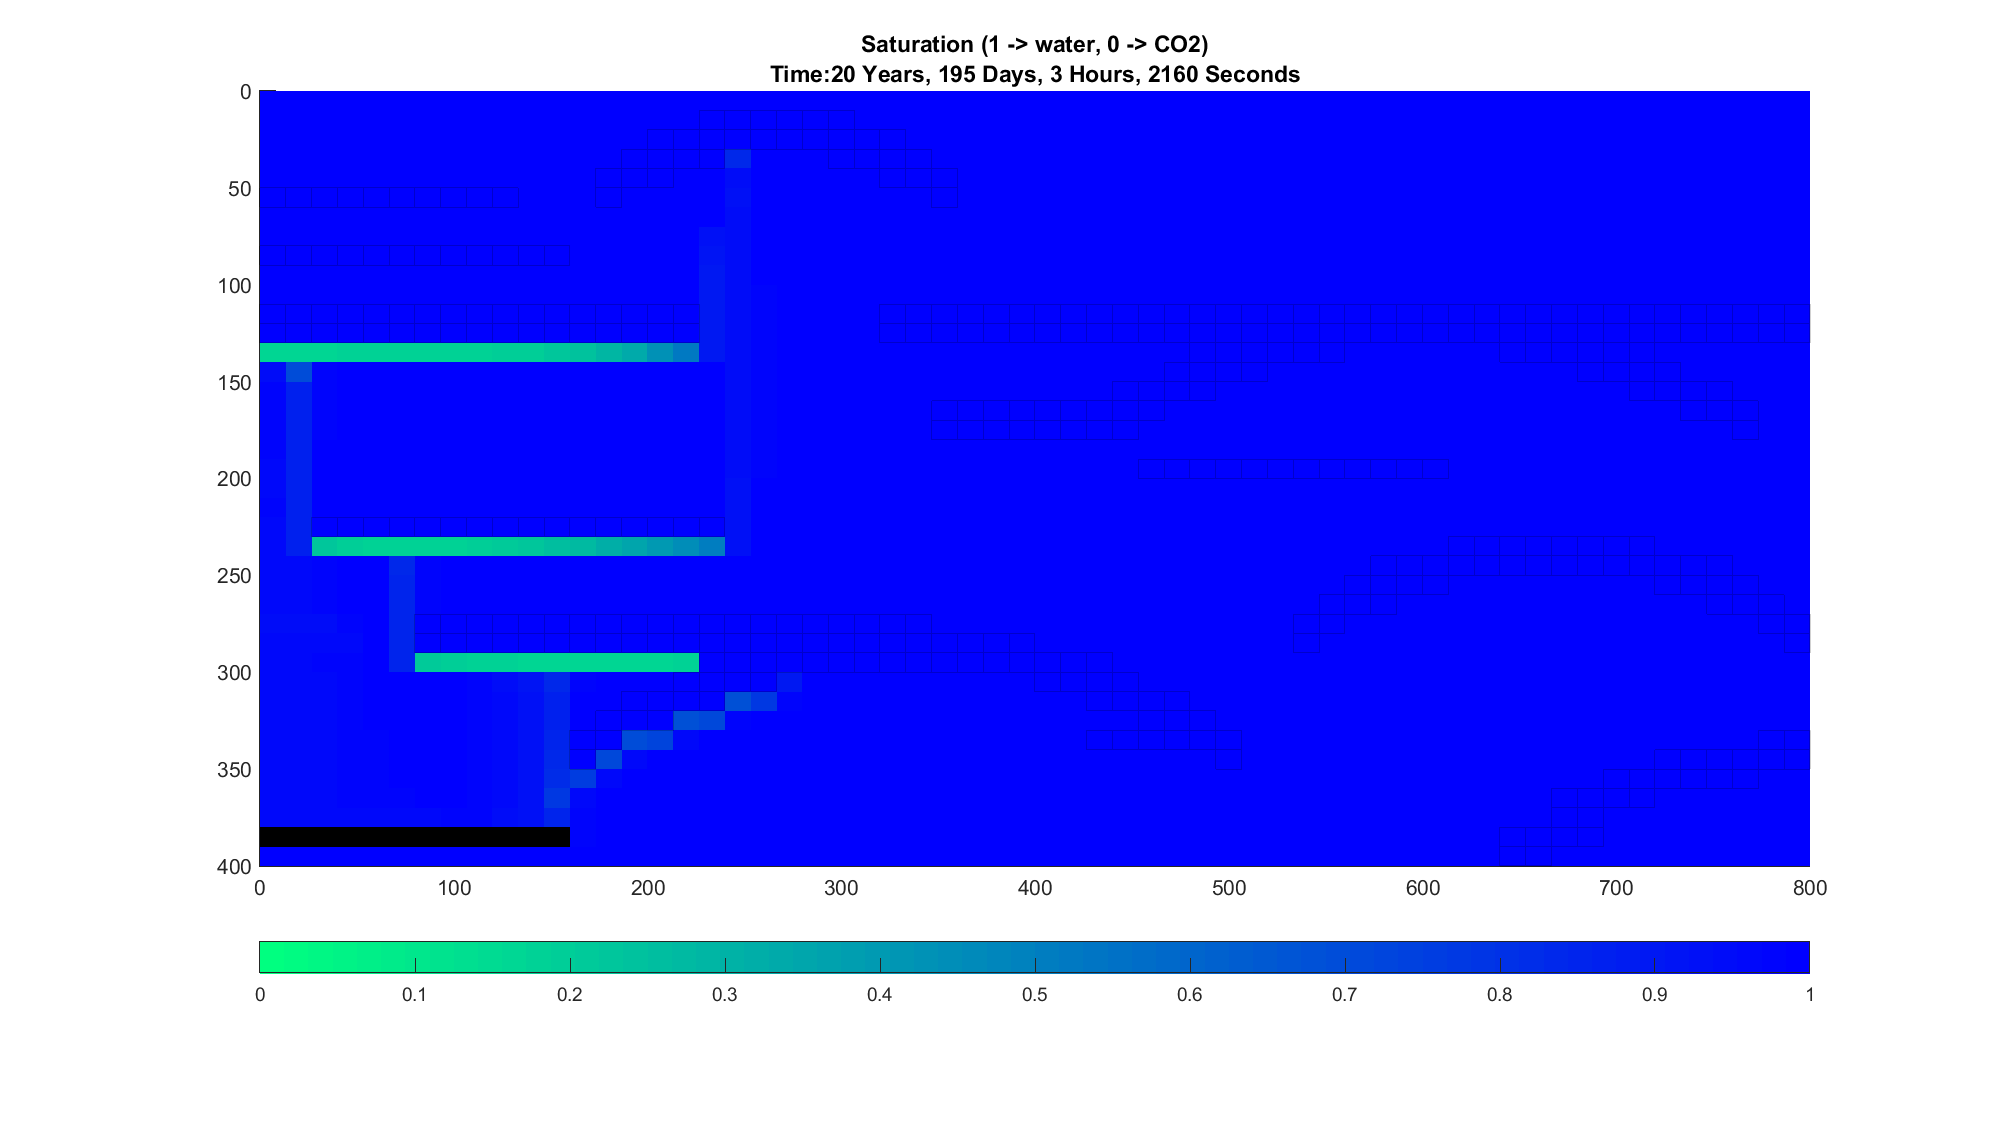 Saturation (1 -> water, 0 -> CO2)
Time:20 Years, 195 Days, 3 Hours, 2160 Seconds
0
50
100
150
200
250
300
350
400
0 100 200 300 400 500 600 700 800
0 0.1 0.2 0.3 0.4 0.5 0.6 0.7 0.8 0.9 1